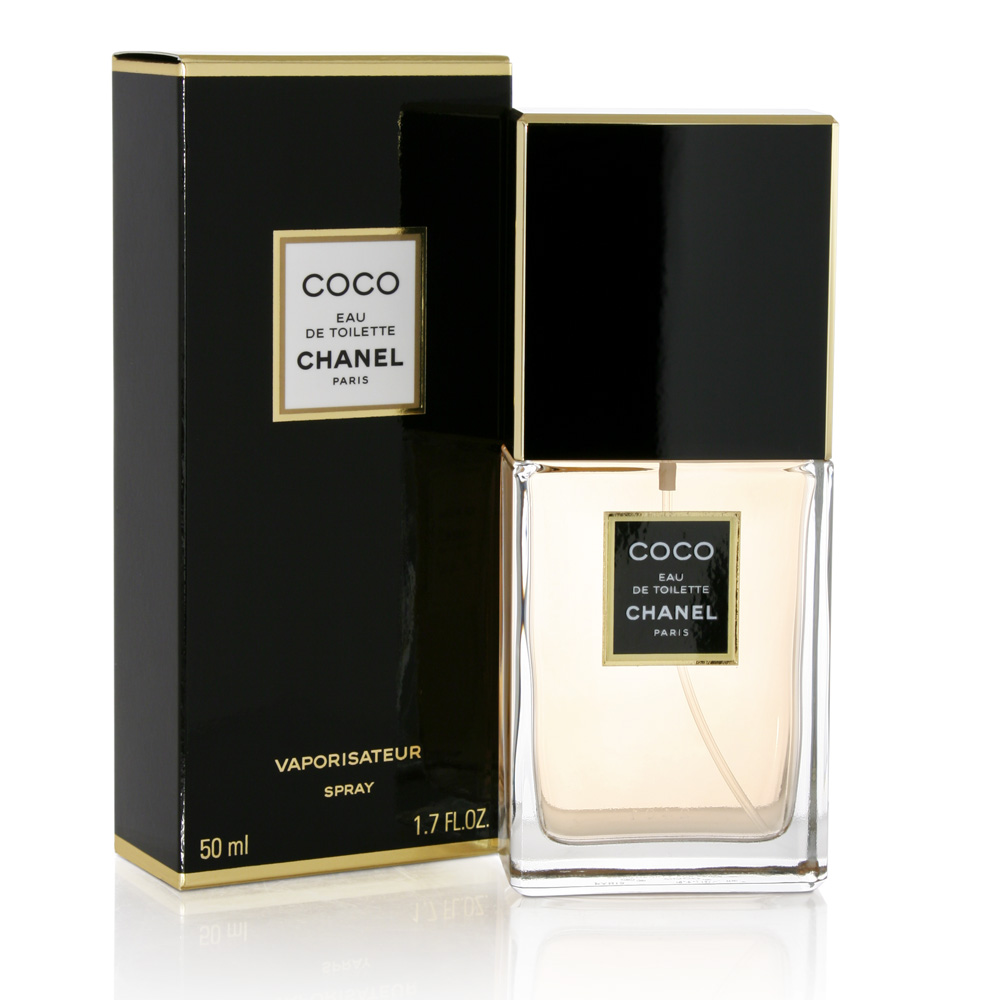 COCO
EAU
DE TOILETTE
CHANEL
PARIS
VAPORISATEUR
SPRAY
50 ml
1.7 FL.OZ.
COCO
EAU
DE TOILETTE
CHANEL
PARIS